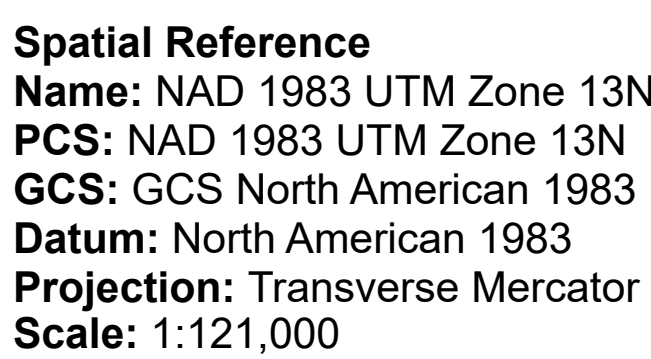 Spatial Reference
Name: NAD 1983 UTM Zone 13N
PCS: NAD 1983 UTM Zone 13N
GCS: GCS North American 1983
Datum: North American 1983
Projection: Transverse Mercator
Scale: 1:121,000